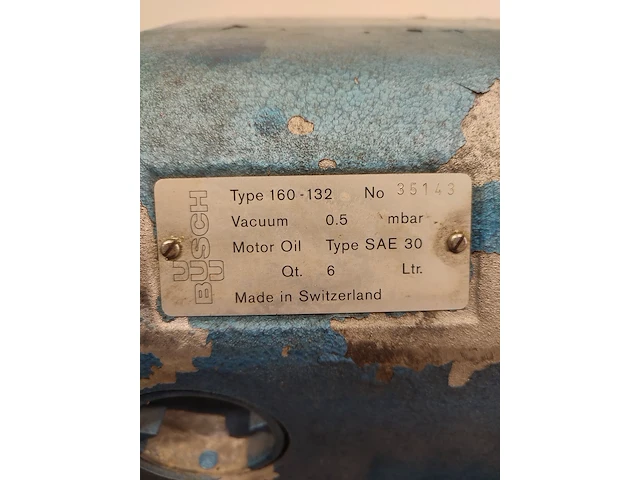 Type 160-132 No 35143
Vacuum 0.5 mbar
Motor Oil Type SAE 30
Qt. 6 Ltr.
Made in Switzerland
BUSCH